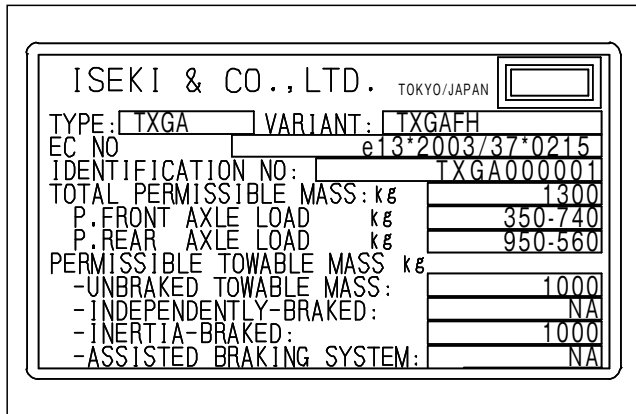 ISEKI & CO.,LTD. TOKYO/JAPAN
TYPE: TXGA VARIANT: TXGAFH
EC NO e13*2003/37*0215
IDENTIFICATION NO: TXGA000001
TOTAL PERMISSIBLE MASS: kg 1300
P.FRONT AXLE LOAD kg 350-740
P.REAR AXLE LOAD kg 950-560
PERMISSIBLE TOWABLE MASS kg
-UNBRAKED TOWABLE MASS: 1000
-INDEPENDENTLY-BRAKED: NA
-INERTIA-BRAKED: 1000
-ASSISTED BRAKING SYSTEM: NA